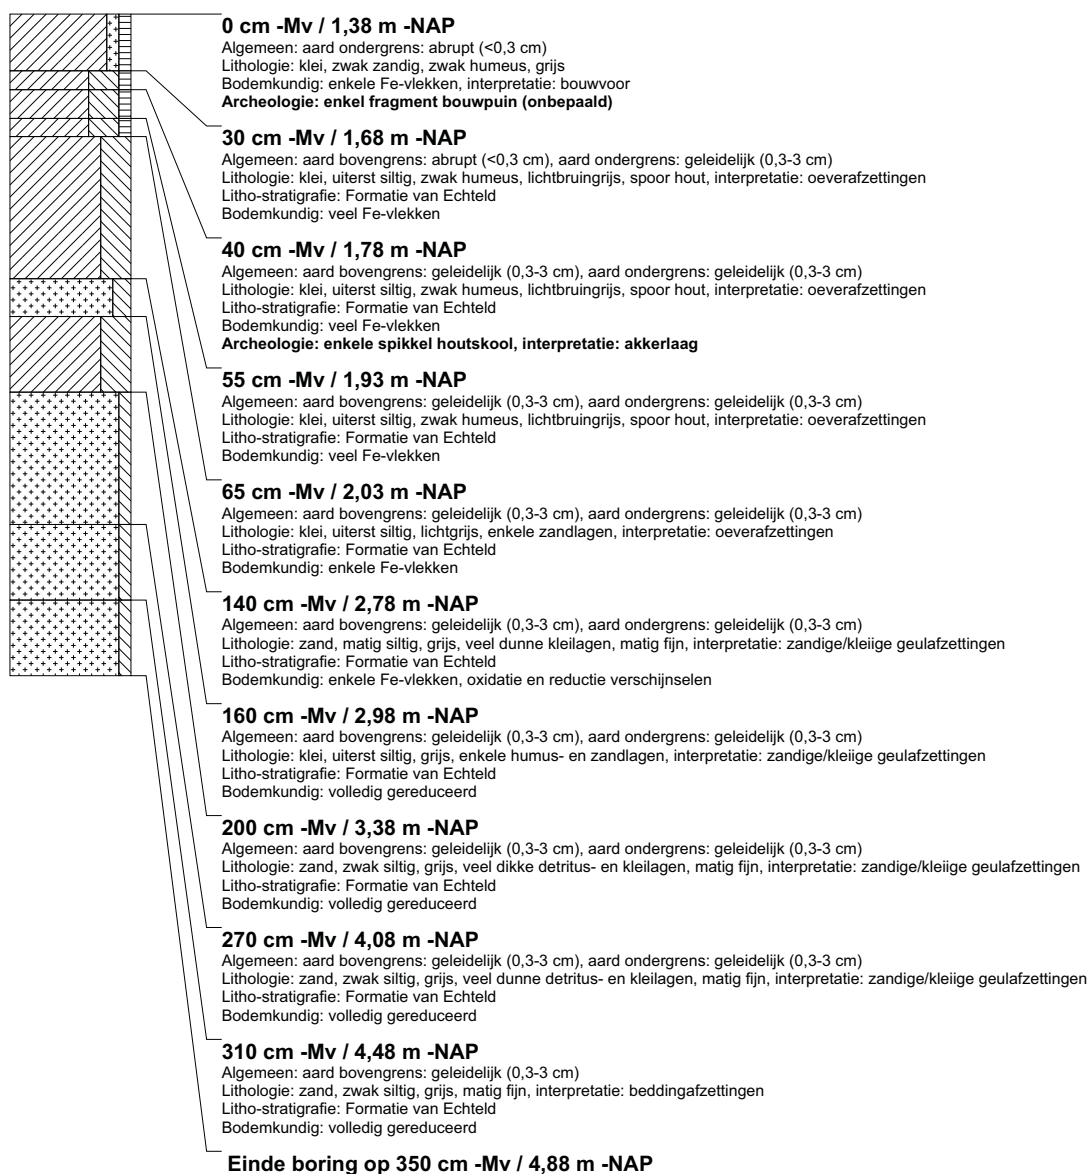 0 cm -Mv / 1,38 m -NAP
Algemeen: aard ondergrens: abrupt (<0,3 cm)
Lithologie: klei, zwak zandig, zwak humeus, grijs
Bodemkundig: enkele Fe-vlekken, interpretatie: bouwvoor
Archeologie: enkel fragment bouwpuin (onbepaald)
30 cm -Mv / 1,68 m -NAP
Algemeen: aard bovengrens: abrupt (<0,3 cm), aard ondergrens: geleidelijk (0,3-3 cm)
Lithologie: klei, uiterst siltig, zwak humeus, lichtbruingrijs, spoor hout, interpretatie: oeverafzettingen
Litho-stratigrafie: Formatie van Echteld
Bodemkundig: veel Fe-vlekken
40 cm -Mv / 1,78 m -NAP
Algemeen: aard bovengrens: geleidelijk (0,3-3 cm), aard ondergrens: geleidelijk (0,3-3 cm)
Lithologie: klei, uiterst siltig, zwak humeus, lichtbruingrijs, spoor hout, interpretatie: oeverafzettingen
Litho-stratigrafie: Formatie van Echteld
Bodemkundig: veel Fe-vlekken
Archeologie: enkele spikkel houtskool, interpretatie: akkerlaag
55 cm -Mv / 1,93 m -NAP
Algemeen: aard bovengrens: geleidelijk (0,3-3 cm), aard ondergrens: geleidelijk (0,3-3 cm)
Lithologie: klei, uiterst siltig, zwak humeus, lichtbruingrijs, spoor hout, interpretatie: oeverafzettingen
Litho-stratigrafie: Formatie van Echteld
Bodemkundig: veel Fe-vlekken
65 cm -Mv / 2,03 m -NAP
Algemeen: aard bovengrens: geleidelijk (0,3-3 cm), aard ondergrens: geleidelijk (0,3-3 cm)
Lithologie: klei, uiterst siltig, lichtgrijs, enkele zandlagen, interpretatie: oeverafzettingen
Litho-stratigrafie: Formatie van Echteld
Bodemkundig: enkele Fe-vlekken
140 cm -Mv / 2,78 m -NAP
Algemeen: aard bovengrens: geleidelijk (0,3-3 cm), aard ondergrens: geleidelijk (0,3-3 cm)
Lithologie: zand, matig siltig, grijs, veel dunne kleilagen, matig fijn, interpretatie: zandige/kleiige geulafzettingen
Litho-stratigrafie: Formatie van Echteld
Bodemkundig: enkele Fe-vlekken, oxidatie en reductie verschijnselen
160 cm -Mv / 2,98 m -NAP
Algemeen: aard bovengrens: geleidelijk (0,3-3 cm), aard ondergrens: geleidelijk (0,3-3 cm)
Lithologie: klei, uiterst siltig, grijs, enkele humus- en zandlagen, interpretatie: zandige/kleiige geulafzettingen
Litho-stratigrafie: Formatie van Echteld
Bodemkundig: volledig gereduceerd
200 cm -Mv / 3,38 m -NAP
Algemeen: aard bovengrens: geleidelijk (0,3-3 cm), aard ondergrens: geleidelijk (0,3-3 cm)
Lithologie: zand, zwak siltig, grijs, veel dikke detritus- en kleilagen, matig fijn, interpretatie: zandige/kleiige geulafzettingen
Litho-stratigrafie: Formatie van Echteld
Bodemkundig: volledig gereduceerd
270 cm -Mv / 4,08 m -NAP
Algemeen: aard bovengrens: geleidelijk (0,3-3 cm), aard ondergrens: geleidelijk (0,3-3 cm)
Lithologie: zand, zwak siltig, grijs, veel dunne detritus- en kleilagen, matig fijn, interpretatie: zandige/kleiige geulafzettingen
Litho-stratigrafie: Formatie van Echteld
Bodemkundig: volledig gereduceerd
310 cm -Mv / 4,48 m -NAP
Algemeen: aard bovengrens: geleidelijk (0,3-3 cm)
Lithologie: zand, zwak siltig, grijs, matig fijn, interpretatie: beddingafzettingen
Litho-stratigrafie: Formatie van Echteld
Bodemkundig: volledig gereduceerd
Einde boring op 350 cm -Mv / 4,88 m -NAP